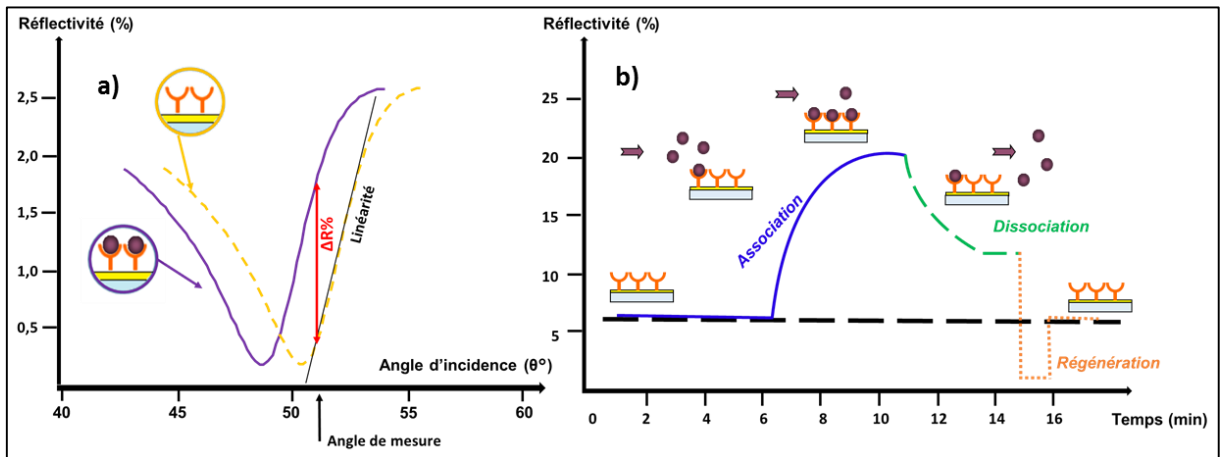 Réflectivité (%)
a)
2,5
2,0
1,5
1,0
0,5
ΔR%
Linéarité
Angle d'incidence (θ°)
40
45
50
55
60
Angle de mesure
Réflectivité (%)
b)
25
20
15
10
5
Association
Dissociation
Régénération
0
2
4
6
8
10
12
14
16
Temps (min)